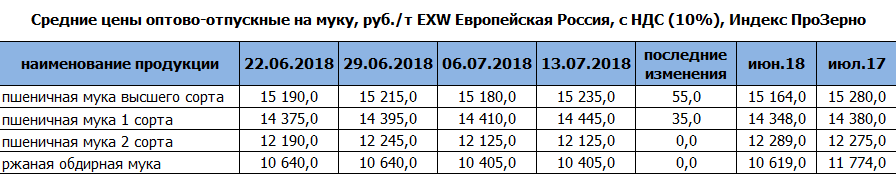 Средние цены оптово-отпускные на муку, руб./т EXW Европейская Россия, с НДС (10%), Индекс ПроЗерно
наименование продукции 22.06.2018 29.06.2018 06.07.2018 13.07.2018 последние изменения июн.18 июл.17
пшеничная мука высшего сорта 15 190,0 15 215,0 15 180,0 15 235,0 55,0 15 164,0 15 280,0
пшеничная мука 1 сорта 14 375,0 14 395,0 14 410,0 14 445,0 35,0 14 348,0 14 380,0
пшеничная мука 2 сорта 12 190,0 12 245,0 12 125,0 12 125,0 0,0 12 289,0 12 275,0
ржаная обдирная мука 10 640,0 10 640,0 10 405,0 10 405,0 0,0 10 619,0 11 774,0